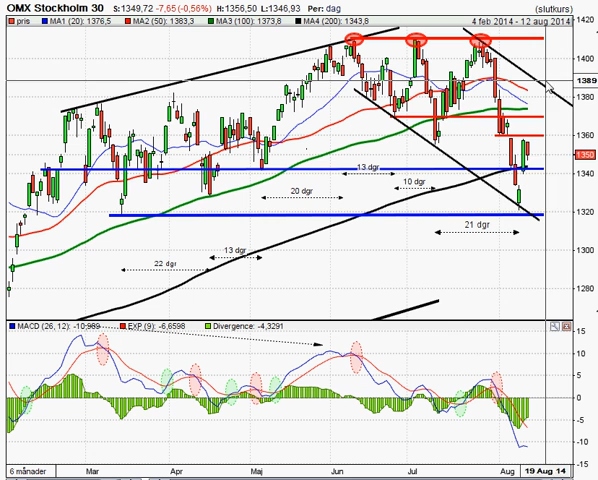 OMX Stockholm 30 S:1349,72 -7,65 (-0,56%) H:1356,50 L:1346,93 Per: dag (slutkurs)
pris MA1 (20) : 1376,5 MA2 (50) : 1383,3 MA3 (100) : 1373,8 MA4 (200) : 1343,8 4 feb 2014 - 12 aug 2014
1420
1400
1389
1380
1360
1350
1340
1320
1300
1280
13 dgr
10 dgr
20 dgr
21 dgr
13 dgr
22 dgr
MACD (26, 12): -10,989 EXP (9): -6,6598 Divergence: -4,3291
15
10
5
0
-5
-10
-15
6 månader Mar Apr Maj Jun Jul Aug 19 Aug 14